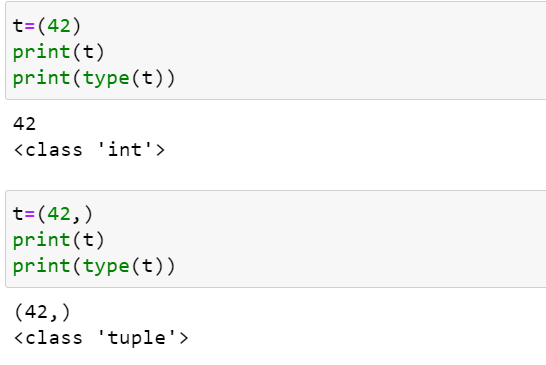 t=(42)
print(t)
print(type(t))
42
<class 'int'>
t=(42,)
print(t)
print(type(t))
(42,)
<class 'tuple'>